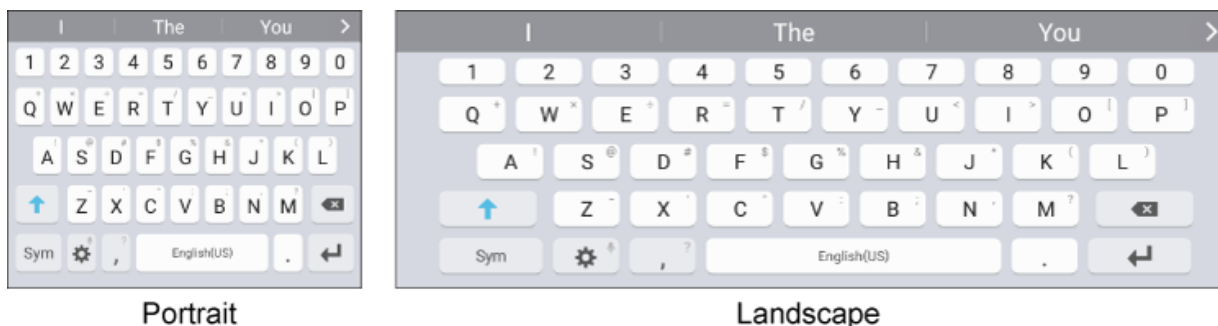 I The You >
1 2 3 4 5 6 7 8 9 0
Q + W × E ÷ R = T / Y _ U < I > O [ P ]
A ! S @ D # F $ G % H & J * K ( L )
Z - X ' C " V : B ; N , M ?
Sym , ? English(US) .
Portrait
I The You >
1 2 3 4 5 6 7 8 9 0
Q + W × E ÷ R = T / Y _ U < I > O [ P ]
A ! S @ D # F $ G % H & J * K ( L )
Z - X ' C " V : B ; N M ?
Sym , ? English(US) .
Landscape